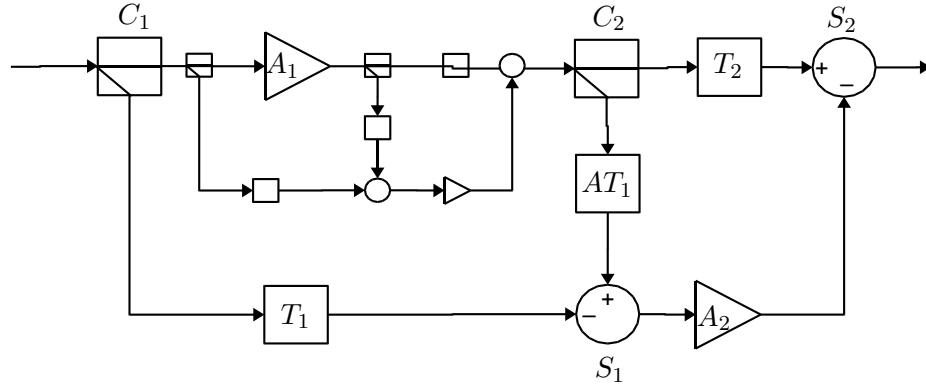 C₁
C₂
S₂
A₁
T₂
+
−
AT₁
T₁
+
−
A₂
S₁